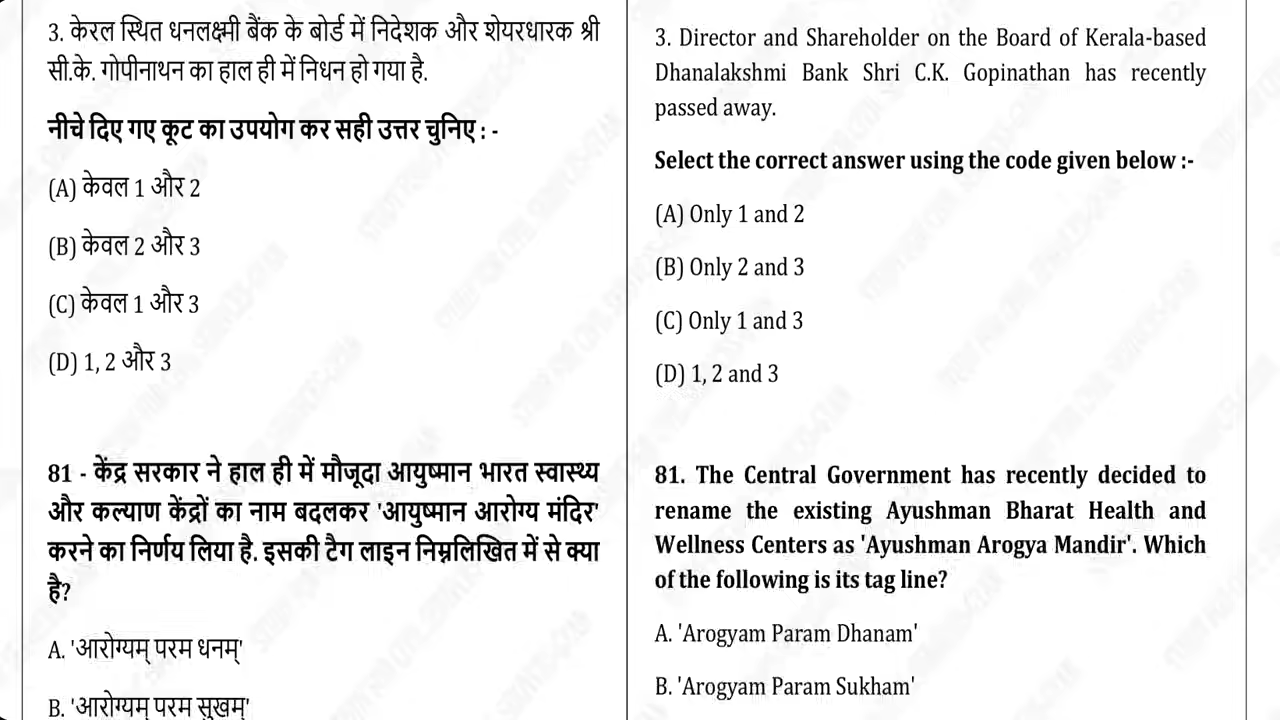 3. केरल स्थित धनलक्ष्मी बैंक के बोर्ड में निदेशक और शेयरधारक श्री
सी.के. गोपीनाथन का हाल ही में निधन हो गया है.
नीचे दिए गए कूट का उपयोग कर सही उत्तर चुनिए : -
(A) केवल 1 और 2
(B) केवल 2 और 3
(C) केवल 1 और 3
(D) 1, 2 और 3
81 - केंद्र सरकार ने हाल ही में मौजूदा आयुष्मान भारत स्वास्थ्य
और कल्याण केंद्रों का नाम बदलकर 'आयुष्मान आरोग्य मंदिर'
करने का निर्णय लिया है. इसकी टैग लाइन निम्नलिखित में से क्या
है?
A. 'आरोग्यम् परम धनम्'
B. 'आरोग्यम् परम सुखम्'
3. Director and Shareholder on the Board of Kerala-based
Dhanalakshmi Bank Shri C.K. Gopinathan has recently
passed away.
Select the correct answer using the code given below :-
(A) Only 1 and 2
(B) Only 2 and 3
(C) Only 1 and 3
(D) 1, 2 and 3
81. The Central Government has recently decided to
rename the existing Ayushman Bharat Health and
Wellness Centers as 'Ayushman Arogya Mandir'. Which
of the following is its tag line?
A. 'Arogyam Param Dhanam'
B. 'Arogyam Param Sukham'